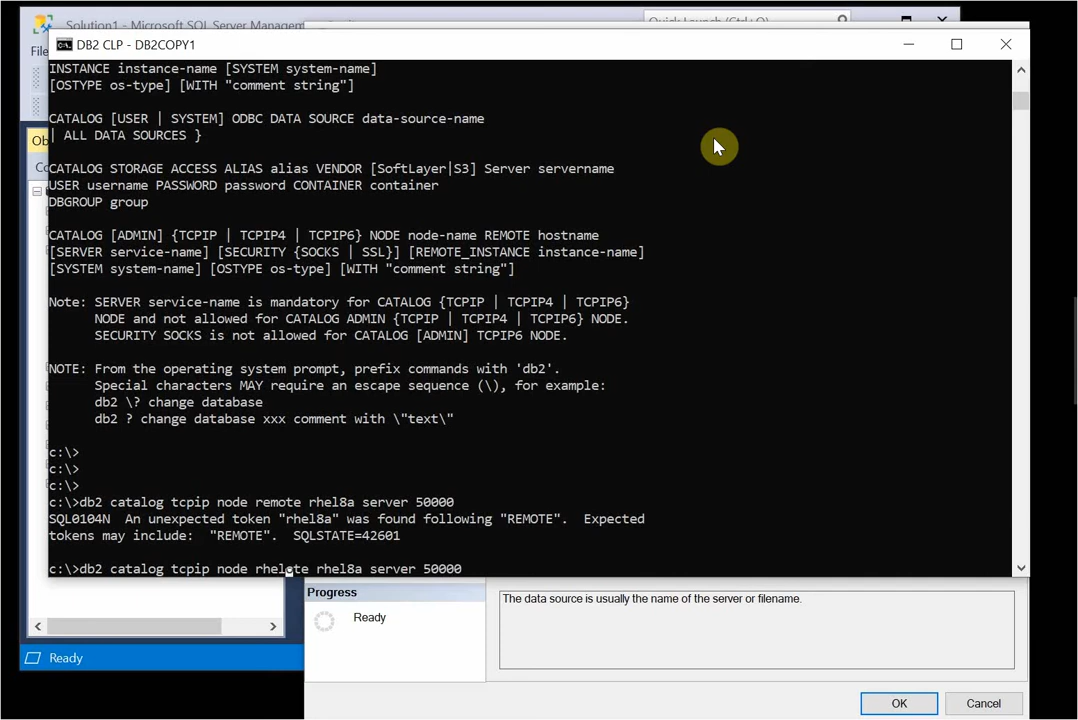 Solution1 - Microsoft SQL Server Managem
Quick Launch (Ctrl+Q)
File
DB2 CLP - DB2COPY1
INSTANCE instance-name [SYSTEM system-name]
[OSTYPE os-type] [WITH "comment string"]
CATALOG [USER | SYSTEM] ODBC DATA SOURCE data-source-name
| ALL DATA SOURCES }
CATALOG STORAGE ACCESS ALIAS alias VENDOR [SoftLayer|S3] Server servername
USER username PASSWORD password CONTAINER container
DBGROUP group
CATALOG [ADMIN] {TCPIP | TCPIP4 | TCPIP6} NODE node-name REMOTE hostname
[SERVER service-name] [SECURITY {SOCKS | SSL}] [REMOTE_INSTANCE instance-name]
[SYSTEM system-name] [OSTYPE os-type] [WITH "comment string"]
Note: SERVER service-name is mandatory for CATALOG {TCPIP | TCPIP4 | TCPIP6}
NODE and not allowed for CATALOG ADMIN {TCPIP | TCPIP4 | TCPIP6} NODE.
SECURITY SOCKS is not allowed for CATALOG [ADMIN] TCPIP6 NODE.
NOTE: From the operating system prompt, prefix commands with 'db2'.
Special characters MAY require an escape sequence (\), for example:
db2 \? change database
db2 ? change database xxx comment with \"text\"
c:\>
c:\>
c:\>
c:\>db2 catalog tcpip node remote rhel8a server 50000
SQL0104N An unexpected token "rhel8a" was found following "REMOTE". Expected
tokens may include: "REMOTE". SQLSTATE=42601
c:\>db2 catalog tcpip node rhelote rhel8a server 50000
Ob
Co
Progress
Ready
The data source is usually the name of the server or filename.
Ready
OK
Cancel